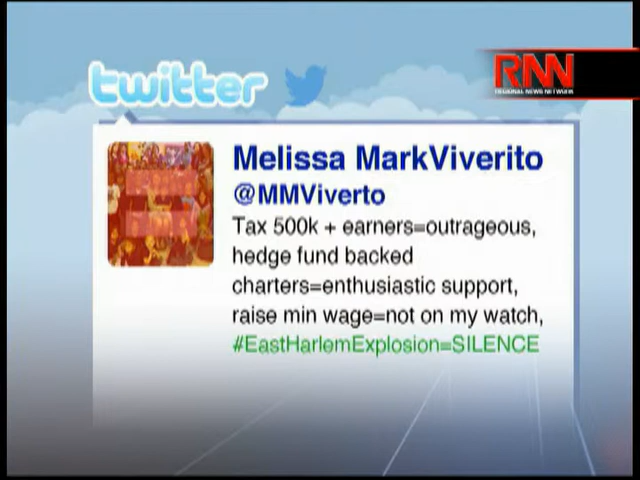 twitter
RNN
REGIONAL NEWS NETWORK
Melissa MarkViverito
@MMViverto
Tax 500k + earners=outrageous,
hedge fund backed
charters=enthusiastic support,
raise min wage=not on my watch,
#EastHarlemExplosion=SILENCE